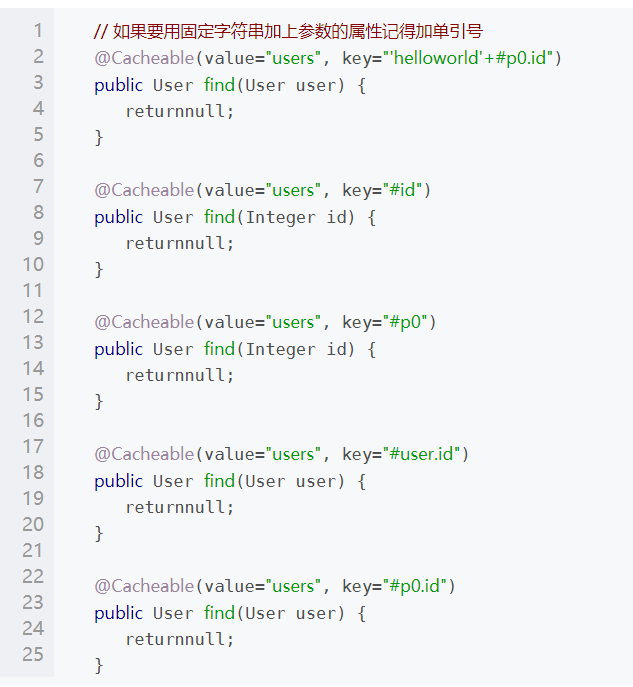 1 // 如果要用固定字符串加上参数的属性记得加单引号
2 @Cacheable(value="users", key="'helloworld'+#p0.id")
3 public User find(User user) {
4 returnnull;
5 }
6
7 @Cacheable(value="users", key="#id")
8 public User find(Integer id) {
9 returnnull;
10 }
11
12 @Cacheable(value="users", key="#p0")
13 public User find(Integer id) {
14 returnnull;
15 }
16
17 @Cacheable(value="users", key="#user.id")
18 public User find(User user) {
19 returnnull;
20 }
21
22 @Cacheable(value="users", key="#p0.id")
23 public User find(User user) {
24 returnnull;
25 }